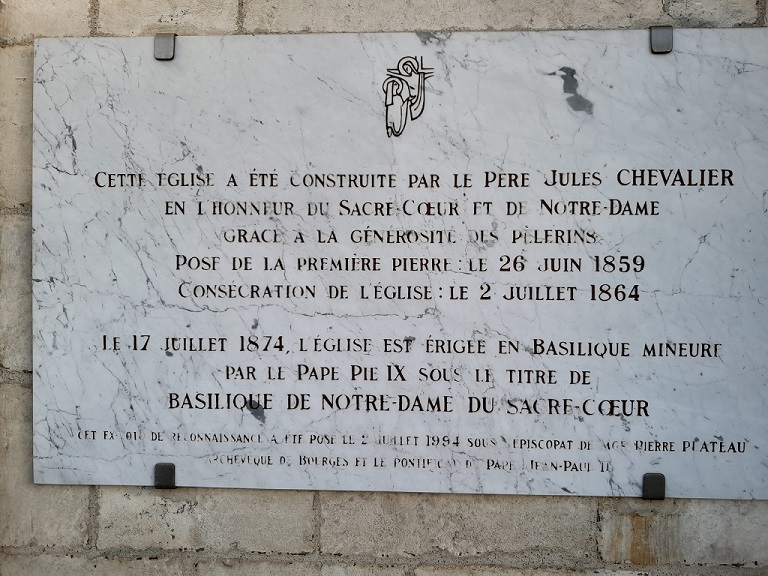 CETTE ÉGLISE A ÉTÉ CONSTRUITE PAR LE PÈRE JULES CHEVALIER
EN L'HONNEUR DU SACRÉ-CŒUR ET DE NOTRE-DAME
GRÂCE A LA GÉNÉROSITÉ DES PÈLERINS
POSE DE LA PREMIÈRE PIERRE : LE 26 JUIN 1859
CONSÉCRATION DE L'ÉGLISE : LE 2 JUILLET 1864
LE 17 JUILLET 1874, L'ÉGLISE EST ÉRIGÉE EN BASILIQUE MINEURE
PAR LE PAPE PIE IX SOUS LE TITRE DE
BASILIQUE DE NOTRE-DAME DU SACRÉ-CŒUR
CET EX-VOTO DE RECONNAISSANCE A ÉTÉ POSÉ LE 2 JUILLET 1994 SOUS L'ÉPISCOPAT DE MGR PIERRE PLATEAU
ARCHEVÊQUE DE BOURGES ET LE PONTIFICAT DU PAPE JEAN-PAUL II